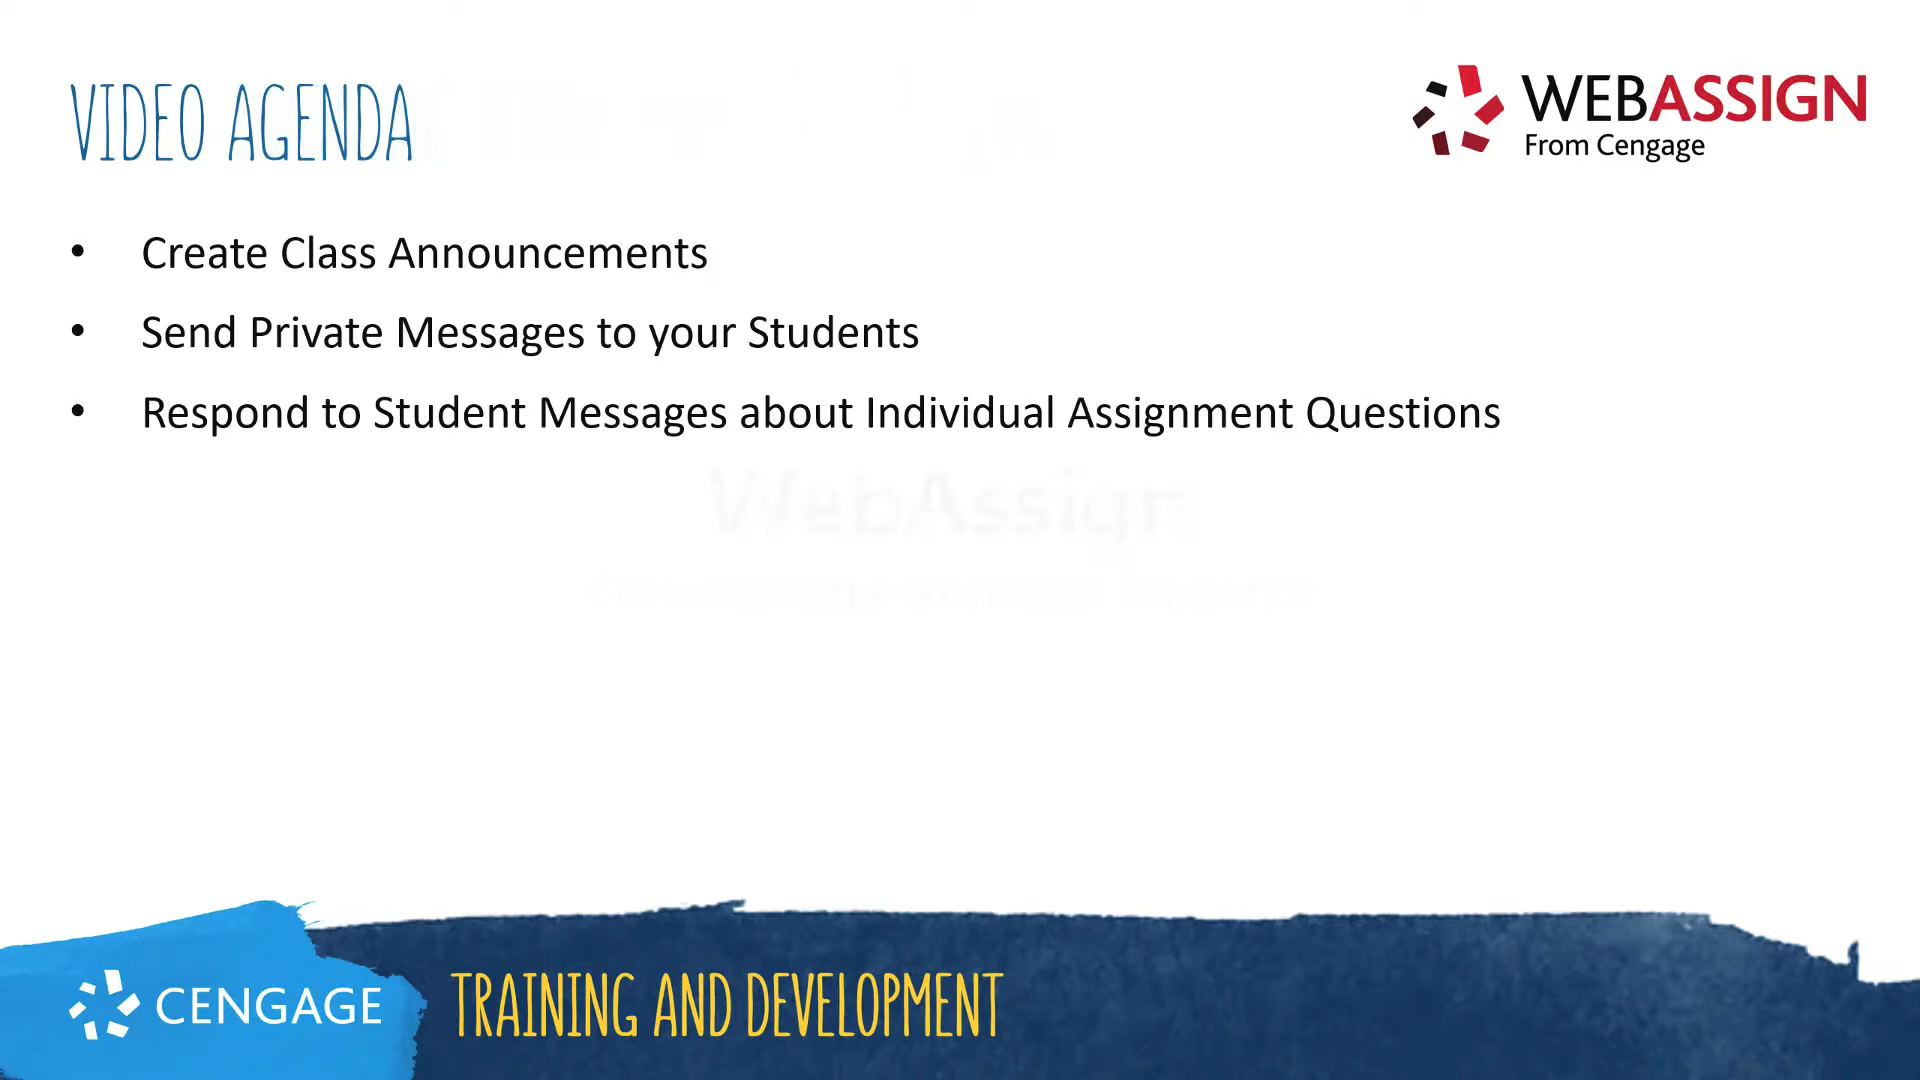 VIDEO AGENDA
WEBASSIGN
From Cengage
• Create Class Announcements
• Send Private Messages to your Students
• Respond to Student Messages about Individual Assignment Questions
WebAssign
CENGAGE
TRAINING AND DEVELOPMENT